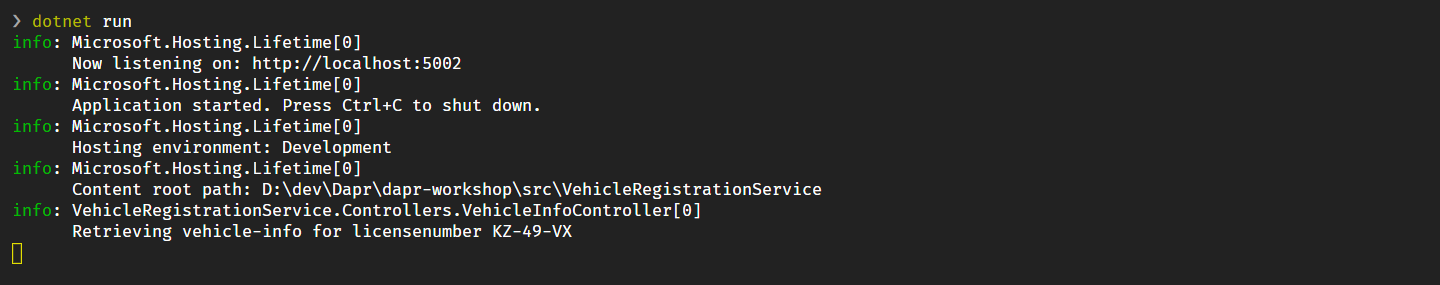 ❯ dotnet run
info: Microsoft.Hosting.Lifetime[0]
      Now listening on: http://localhost:5002
info: Microsoft.Hosting.Lifetime[0]
      Application started. Press Ctrl+C to shut down.
info: Microsoft.Hosting.Lifetime[0]
      Hosting environment: Development
info: Microsoft.Hosting.Lifetime[0]
      Content root path: D:\dev\Dapr\dapr-workshop\src\VehicleRegistrationService
info: VehicleRegistrationService.Controllers.VehicleInfoController[0]
      Retrieving vehicle-info for licensenumber KZ-49-VX